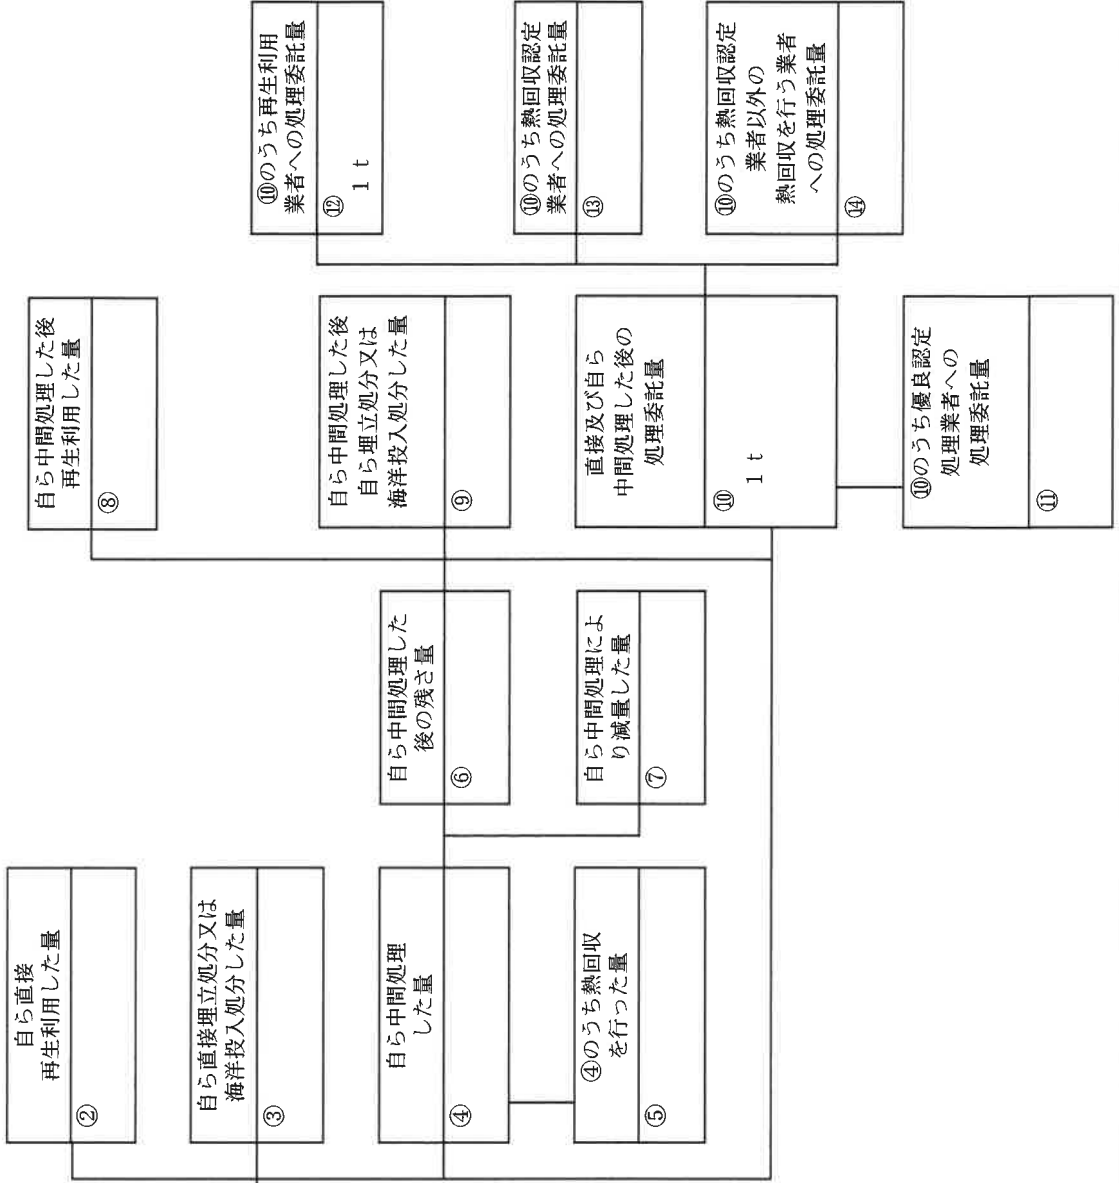 自ら直接
再生利用した量
②
自ら直接埋立処分又は
海洋投入処分した量
③
自ら中間処理
した量
④
④のうち熱回収
を行った量
⑤
自ら中間処理した
後の残さ量
⑥
自ら中間処理によ
り減量した量
⑦
自ら中間処理した後
再生利用した量
⑧
自ら中間処理した後
自ら埋立処分又は
海洋投入処分した量
⑨
直接及び自ら
中間処理した後の
処理委託量
⑩
1 t
⑩のうち優良認定
処理業者への
処理委託量
⑪
⑩のうち再生利用
業者への処理委託量
⑫
1 t
⑩のうち熱回収認定
業者への処理委託量
⑬
⑩のうち熱回収認定
業者以外の
熱回収を行う業者
への処理委託量
⑭